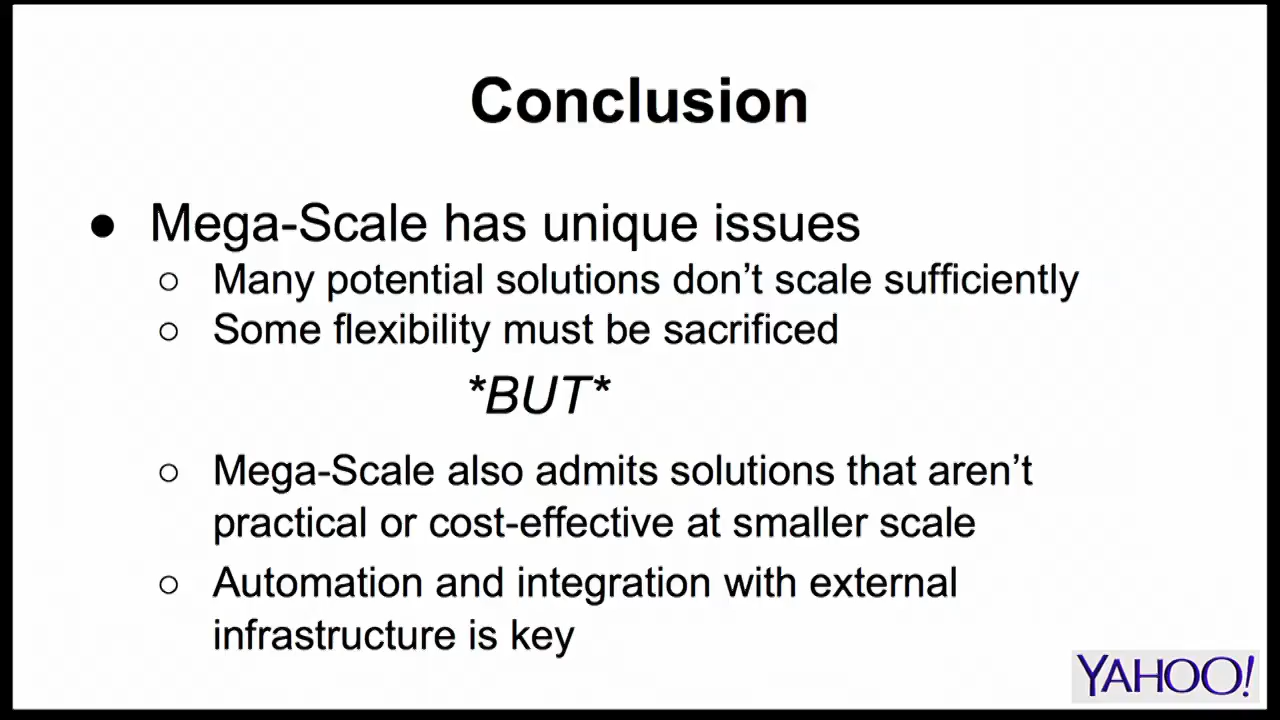 Conclusion
● Mega-Scale has unique issues
○ Many potential solutions don’t scale sufficiently
○ Some flexibility must be sacrificed
*BUT*
○ Mega-Scale also admits solutions that aren’t
practical or cost-effective at smaller scale
○ Automation and integration with external
infrastructure is key
YAHOO!